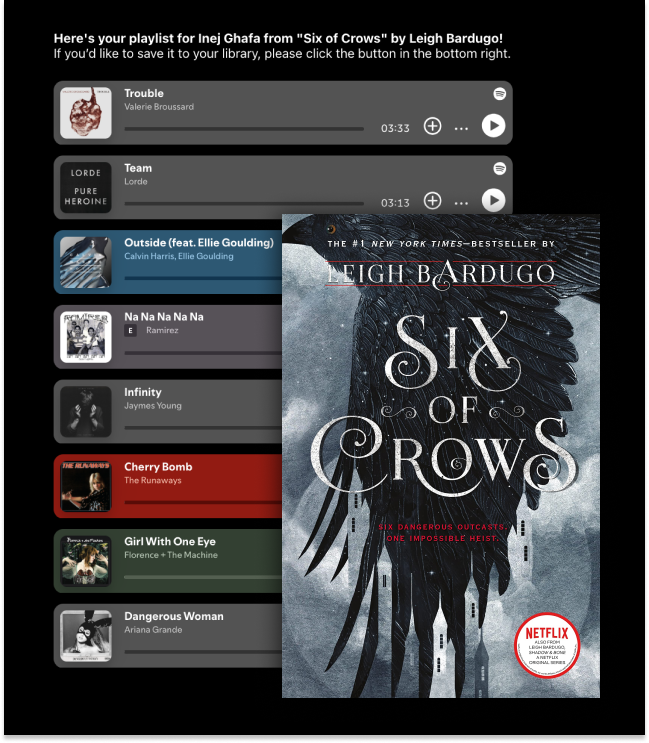 Here's your playlist for Inej Ghafa from "Six of Crows" by Leigh Bardugo!
If you'd like to save it to your library, please click the button in the bottom right.
Trouble
Valerie Broussard
03:33
LORDE
PURE
HEROINE
Team
Lorde
03:13
Outside (feat. Ellie Goulding)
Calvin Harris, Ellie Goulding
Na Na Na Na Na
E Ramirez
Infinity
Jaymes Young
THE RUNAWAYS
Cherry Bomb
The Runaways
Girl With One Eye
Florence + The Machine
Dangerous Woman
Ariana Grande
THE #1 NEW YORK TIMES—BESTSELLER BY
LEIGH BARDUGO
SIX
OF
CROWS
SIX DANGEROUS OUTCASTS.
ONE IMPOSSIBLE HEIST.
NETFLIX
ALSO FROM
LEIGH BARDUGO,
SHADOW & BONE
A NETFLIX
ORIGINAL SERIES